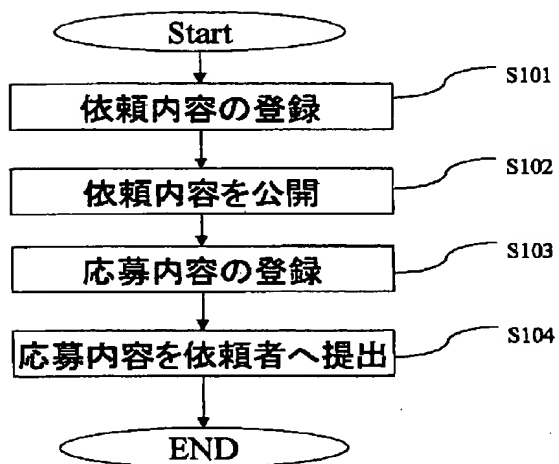 Start
依頼内容の登録
S101
依頼内容を公開
S102
応募内容の登録
S103
応募内容を依頼者へ提出
S104
END